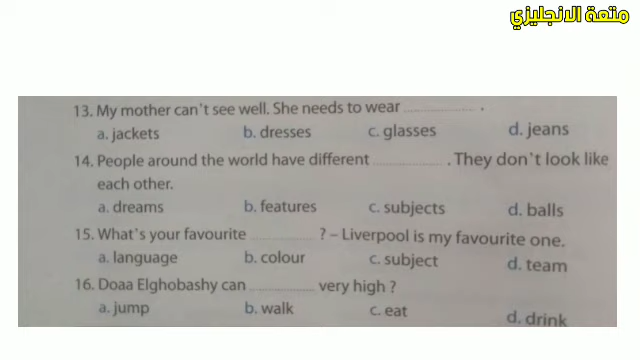 متعة الانجليزي
13. My mother can't see well. She needs to wear .................. .
a. jackets b. dresses c. glasses d. jeans
14. People around the world have different .................. . They don't look like
each other.
a. dreams b. features c. subjects d. balls
15. What's your favourite .................. ? – Liverpool is my favourite one.
a. language b. colour c. subject d. team
16. Doaa Elghobashy can .................. very high ?
a. jump b. walk c. eat d. drink